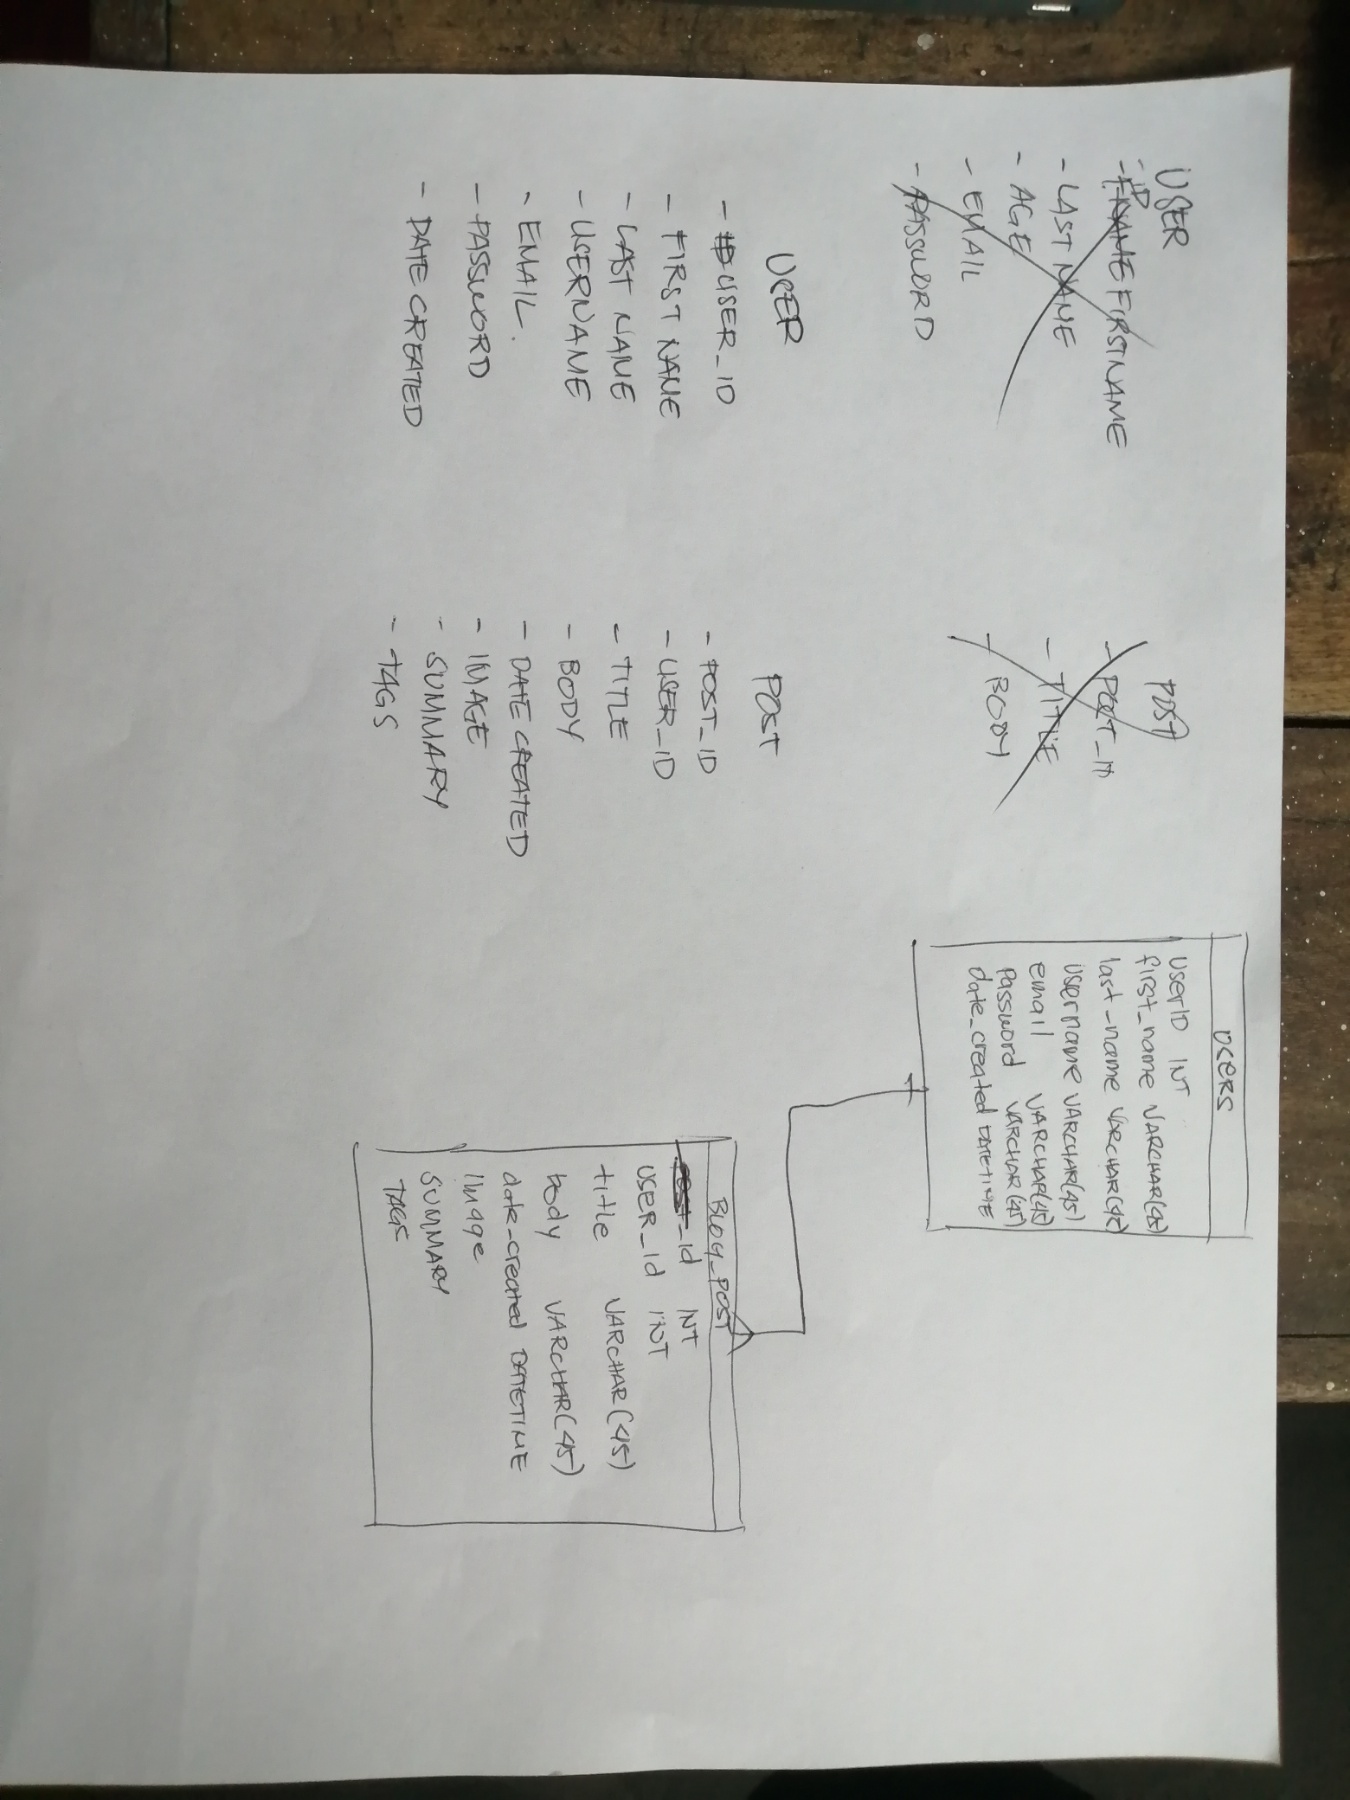 USER
- ID
- FNAME FIRSTNAME
- LAST NAME
- AGE
- EMAIL
- PASSWORD
POST
- POST_ID
- TITLE
- BODY
USERS
userID INT
first_name VARCHAR(45)
last_name VARCHAR(45)
username VARCHAR(45)
email VARCHAR(45)
password VARCHAR(45)
date_created DATETIME
USER
- USER_ID
- FIRST NAME
- LAST NAME
- USERNAME
- EMAIL.
- PASSWORD
- DATE CREATED
POST
- POST_ID
- USER_ID
- TITLE
- BODY
- DATE CREATED
- IMAGE
- SUMMARY
- TAGS
BLOG_POST
post_id INT
USER_id INT
title VARCHAR(45)
body VARCHAR(45)
date_created DATETIME
image
SUMMARY
TAGS